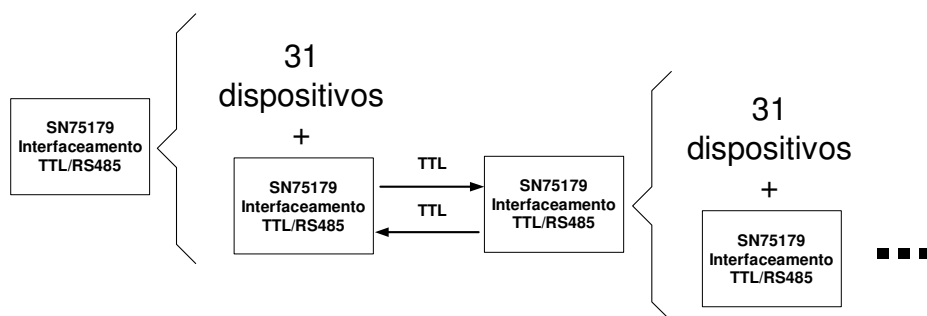 SN75179
Interfaceamento
TTL/RS485
31
dispositivos
+
SN75179
Interfaceamento
TTL/RS485
TTL
TTL
SN75179
Interfaceamento
TTL/RS485
31
dispositivos
+
SN75179
Interfaceamento
TTL/RS485